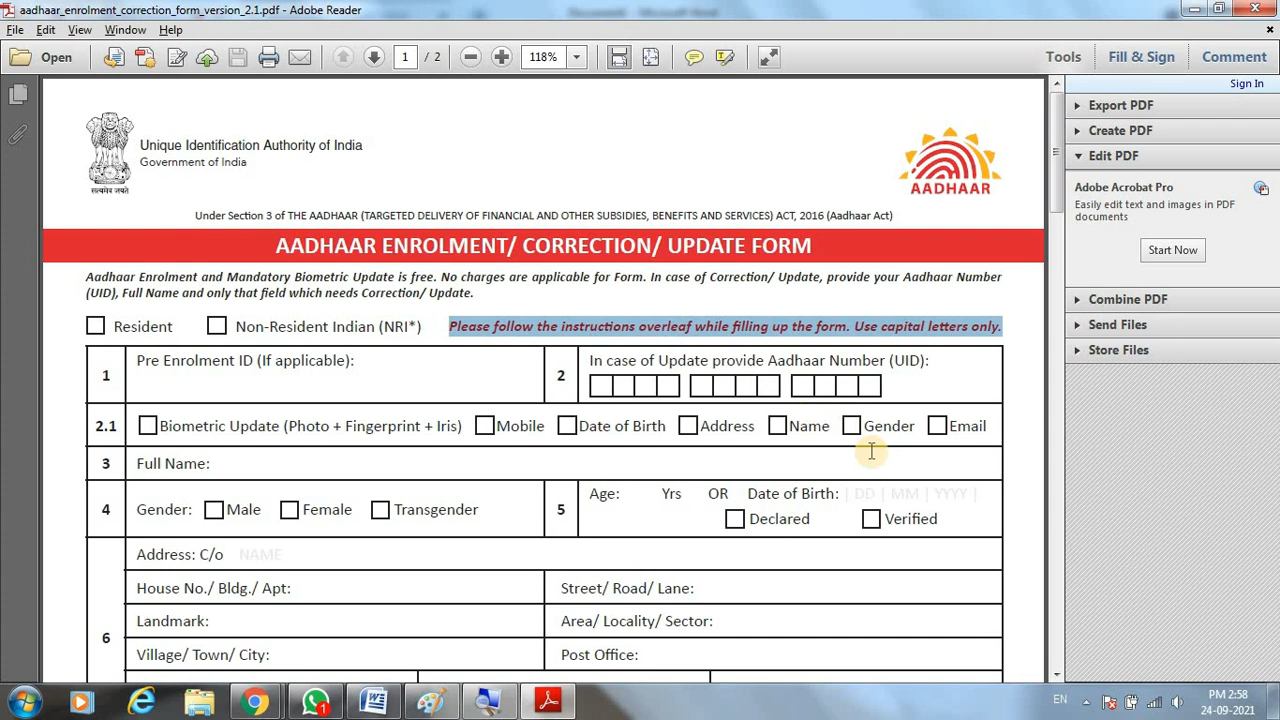 aadhaar_enrolment_correction_form_version_2.1.pdf - Adobe Reader
File Edit View Window Help
Open 1 / 2 118% Tools Fill & Sign Comment
Sign In
Export PDF
Create PDF
Edit PDF
Adobe Acrobat Pro
Easily edit text and images in PDF
documents
Start Now
Combine PDF
Send Files
Store Files
सत्यमेव जयते
Unique Identification Authority of India
Government of India
AADHAAR
Under Section 3 of THE AADHAAR (TARGETED DELIVERY OF FINANCIAL AND OTHER SUBSIDIES, BENEFITS AND SERVICES) ACT, 2016 (Aadhaar Act)
AADHAAR ENROLMENT/ CORRECTION/ UPDATE FORM
Aadhaar Enrolment and Mandatory Biometric Update is free. No charges are applicable for Form. In case of Correction/ Update, provide your Aadhaar Number
(UID), Full Name and only that field which needs Correction/ Update.
Resident Non-Resident Indian (NRI*) Please follow the instructions overleaf while filling up the form. Use capital letters only.
1 Pre Enrolment ID (If applicable): 2 In case of Update provide Aadhaar Number (UID):
2.1 Biometric Update (Photo + Fingerprint + Iris) Mobile Date of Birth Address Name Gender Email
3 Full Name:
4 Gender: Male Female Transgender 5 Age: Yrs OR Date of Birth: | DD | MM | YYYY |
Declared Verified
6 Address: C/o NAME
House No./ Bldg./ Apt: Street/ Road/ Lane:
Landmark: Area/ Locality/ Sector:
Village/ Town/ City: Post Office:
1 EN PM 2:58
24-09-2021